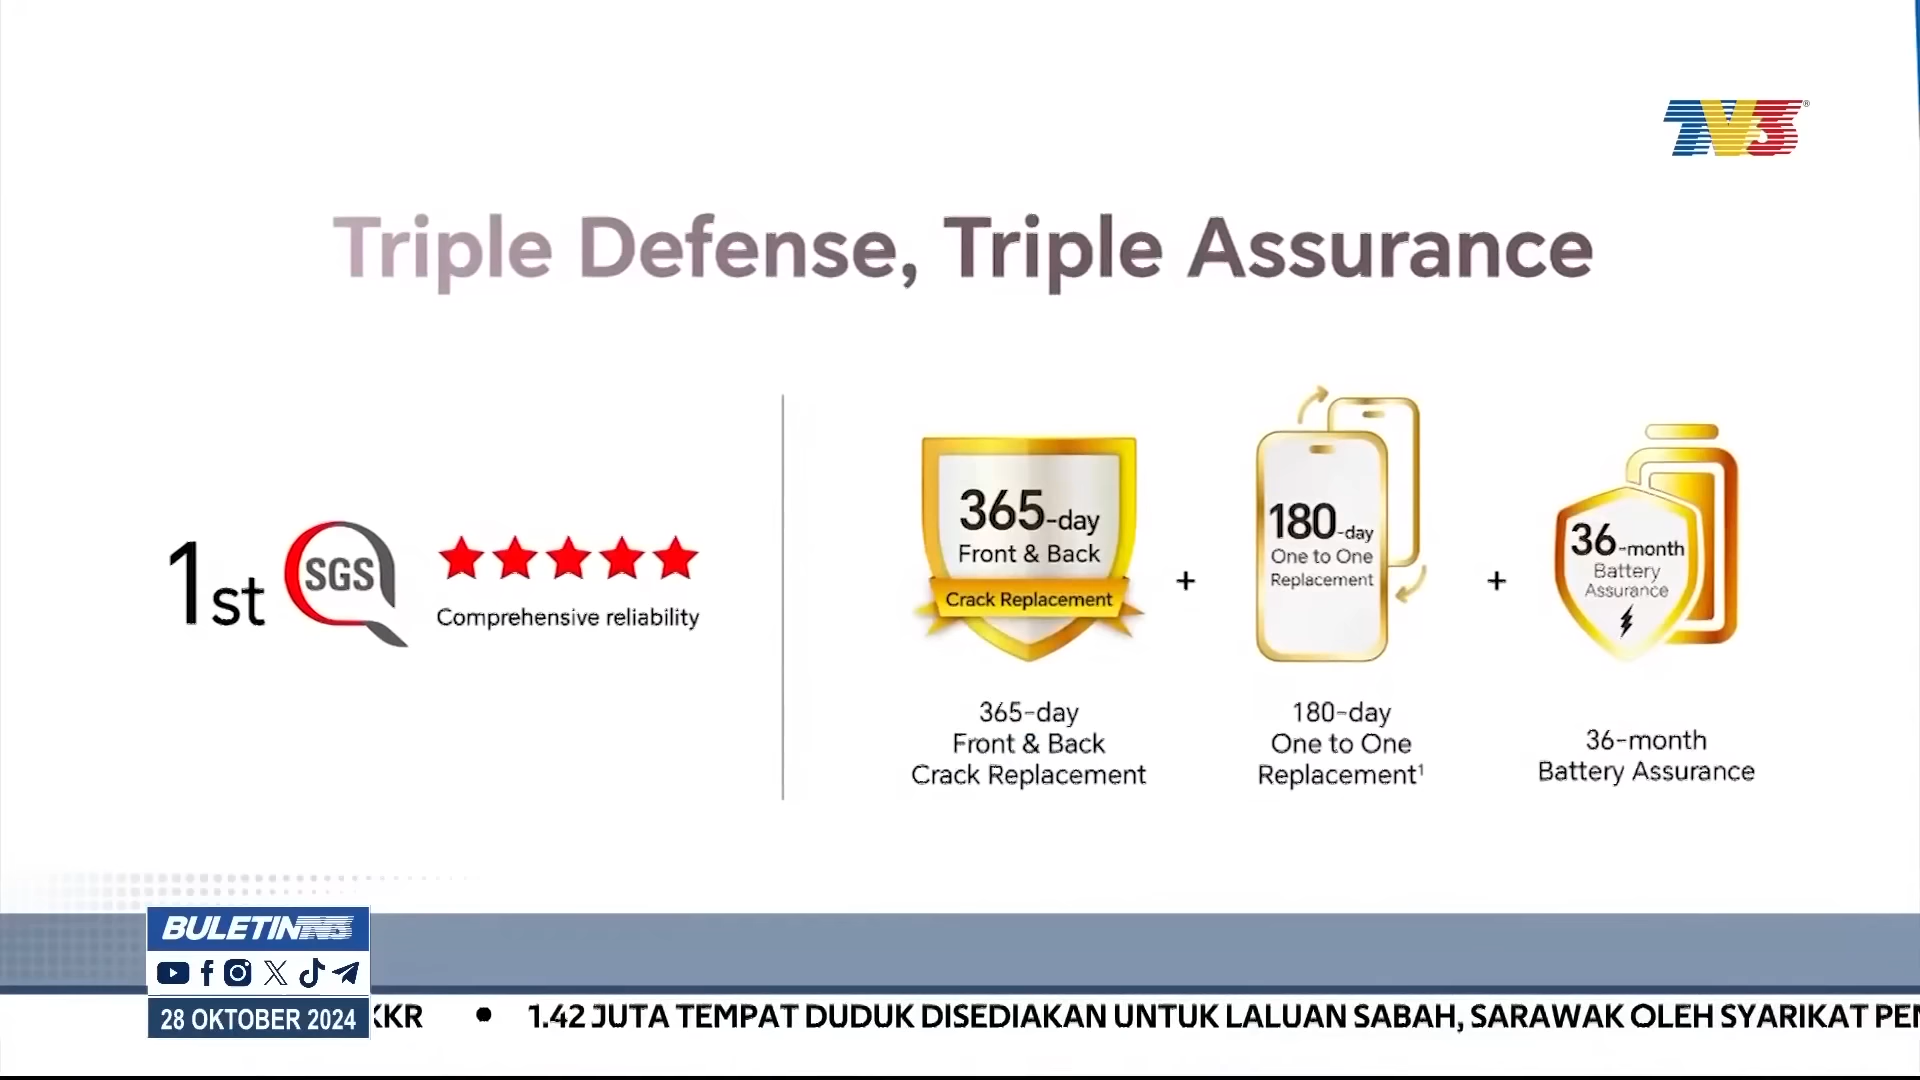 TV3®
Triple Defense, Triple Assurance
1st SGS
Comprehensive reliability
365-day
Front & Back
Crack Replacement
+
180-day
One to One
Replacement
+
36-month
Battery
Assurance
365-day
Front & Back
Crack Replacement
180-day
One to One
Replacement¹
36-month
Battery Assurance
BULETIN TV3
28 OKTOBER 2024
KKR • 1.42 JUTA TEMPAT DUDUK DISEDIAKAN UNTUK LALUAN SABAH, SARAWAK OLEH SYARIKAT PEN